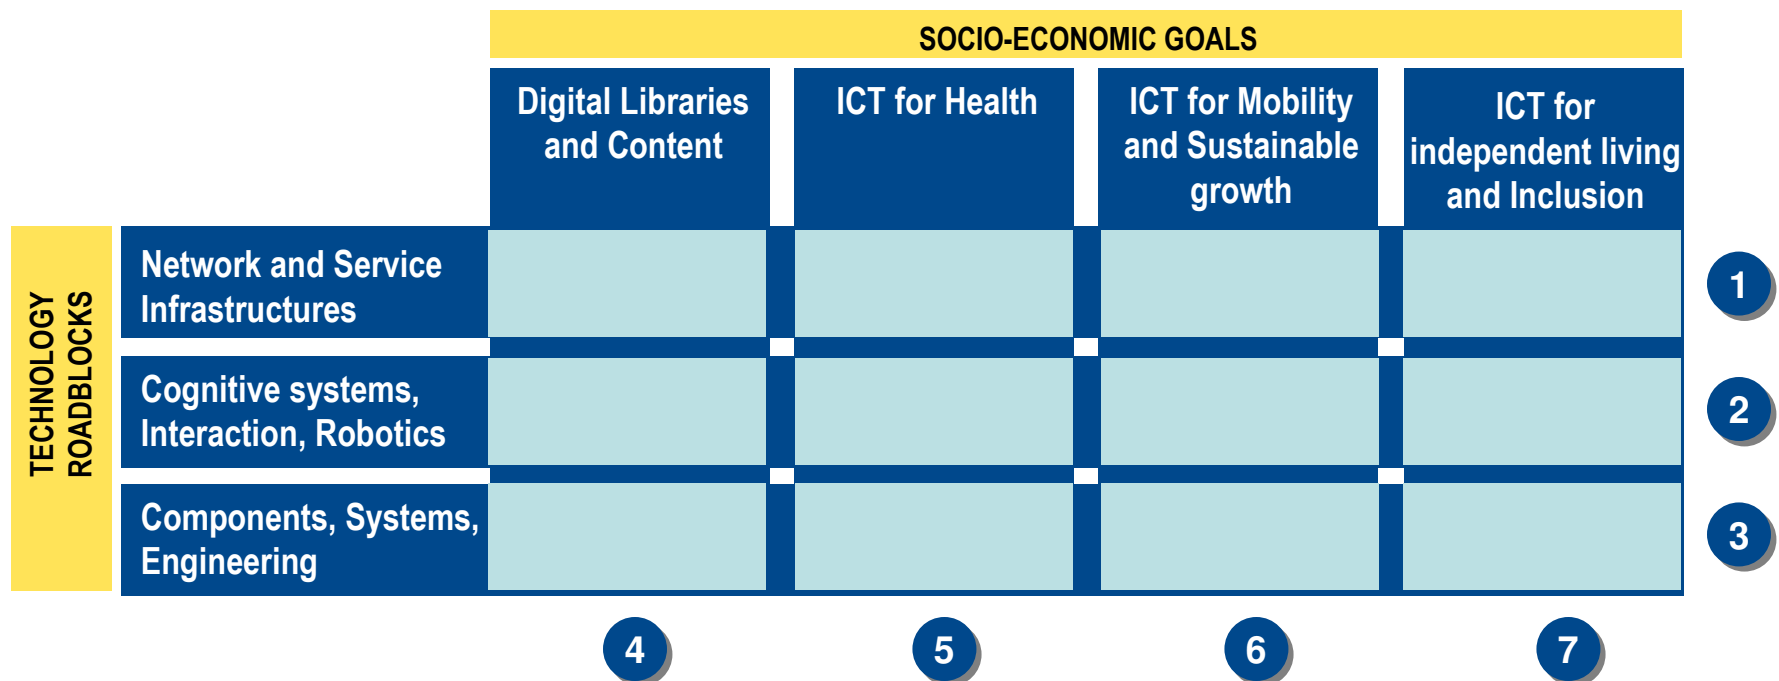 SOCIO-ECONOMIC GOALS
Digital Libraries
and Content
ICT for Health
ICT for Mobility
and Sustainable
growth
ICT for
independent living
and Inclusion
TECHNOLOGY
ROADBLOCKS
Network and Service
Infrastructures
1
Cognitive systems,
Interaction, Robotics
2
Components, Systems,
Engineering
3
4
5
6
7